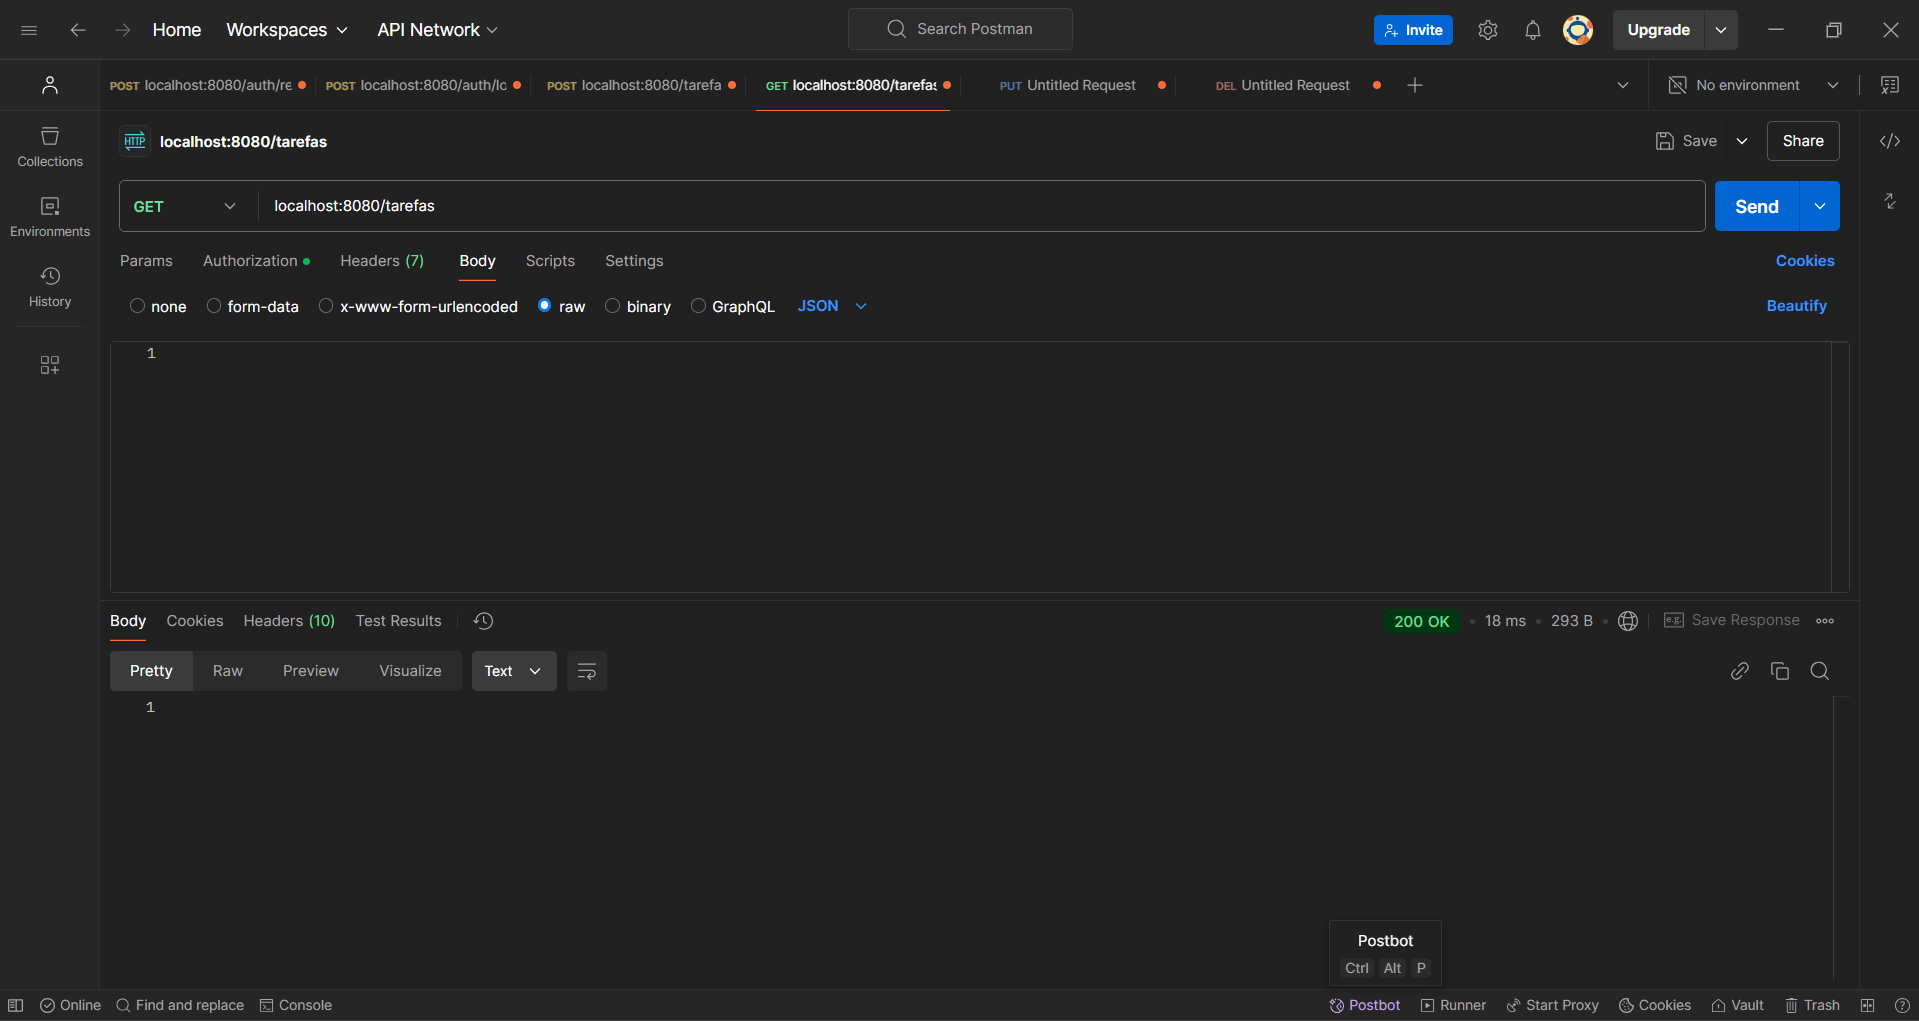 Home Workspaces API Network Search Postman Invite Upgrade
POST localhost:8080/auth/re POST localhost:8080/auth/lo POST localhost:8080/tarefa GET localhost:8080/tarefas PUT Untitled Request DEL Untitled Request No environment
HTTP localhost:8080/tarefas Save Share
Collections
GET localhost:8080/tarefas Send
Environments
Params Authorization Headers (7) Body Scripts Settings Cookies
History
none form-data x-www-form-urlencoded raw binary GraphQL JSON Beautify
1
Body Cookies Headers (10) Test Results 200 OK 18 ms 293 B e.g. Save Response
Pretty Raw Preview Visualize Text
1
Postbot
Ctrl Alt P
Online Find and replace Console Postbot Runner Start Proxy Cookies Vault Trash